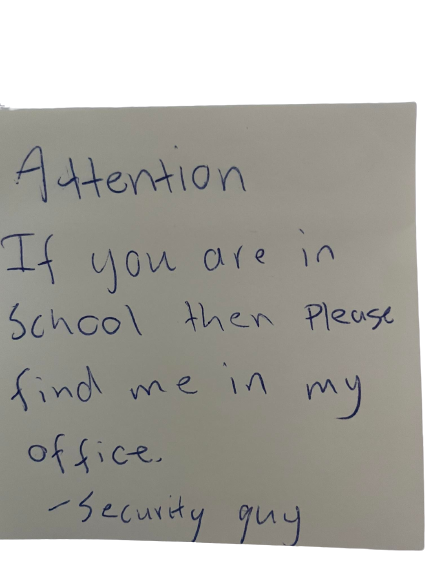 Attention
If you are in
School then Please
find me in my
office.
-Security guy